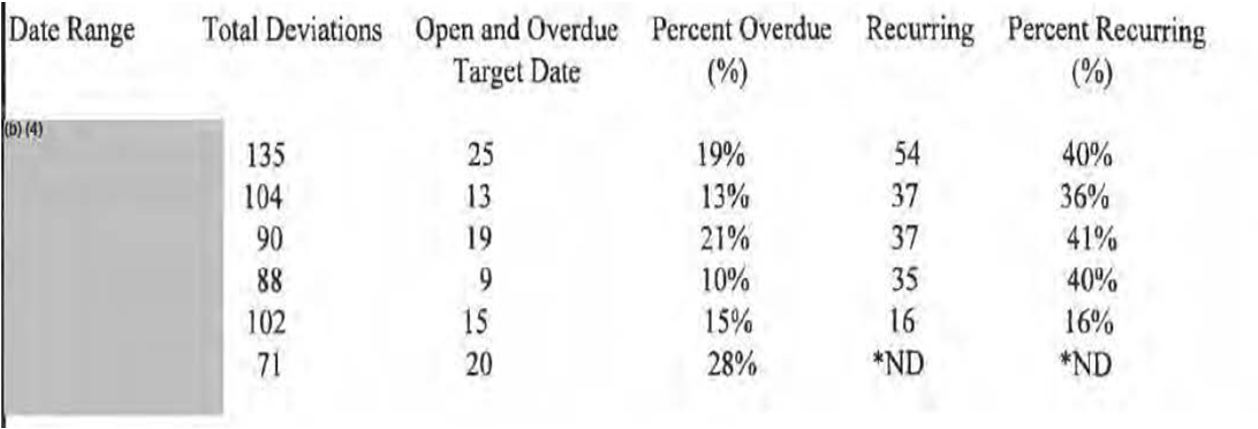 Date Range Total Deviations Open and Overdue Percent Overdue Recurring Percent Recurring
Target Date (%) (%)
(b) (4)
135 25 19% 54 40%
104 13 13% 37 36%
90 19 21% 37 41%
88 9 10% 35 40%
102 15 15% 16 16%
71 20 28% *ND *ND